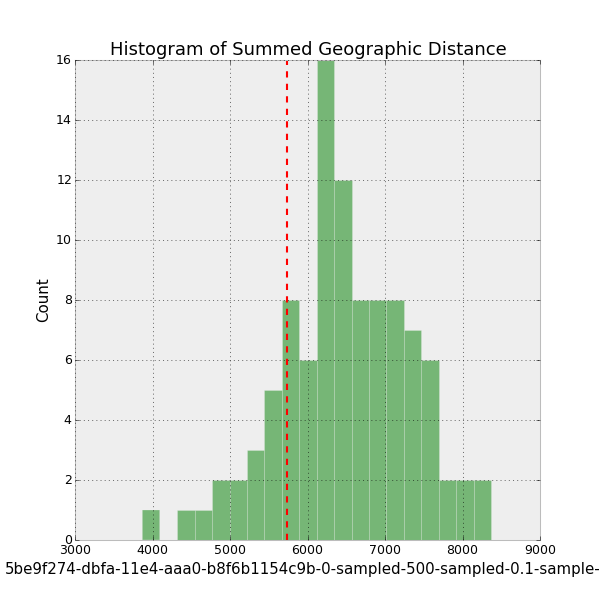 Histogram of Summed Geographic Distance
16
14
12
10
8
6
4
2
0
Count
3000 4000 5000 6000 7000 8000 9000
5be9f274-dbfa-11e4-aaa0-b8f6b1154c9b-0-sampled-500-sampled-0.1-sample-